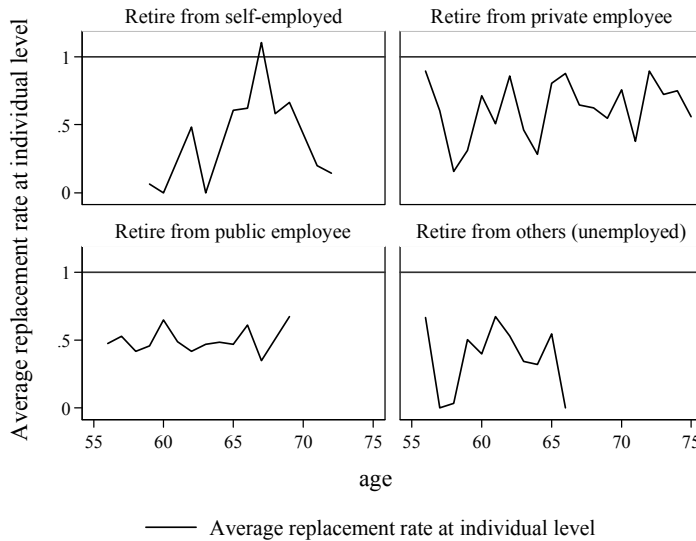 Retire from self-employed
Retire from private employee
1
.5
0
Retire from public employee
Retire from others (unemployed)
1
.5
0
55 60 65 70 75
55 60 65 70 75
Average replacement rate at individual level
age
Average replacement rate at individual level